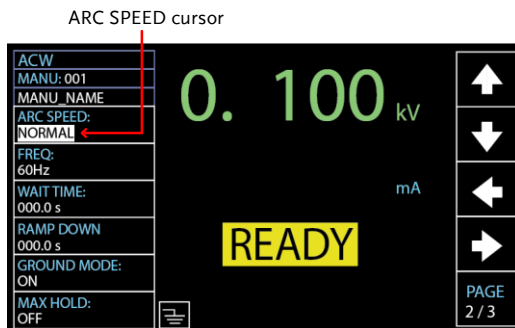 ARC SPEED cursor
ACW
MANU: 001
MANU_NAME
ARC SPEED:
NORMAL
FREQ:
60Hz
WAIT TIME:
000.0 s
RAMP DOWN
000.0 s
GROUND MODE:
ON
MAX HOLD:
OFF
0. 100 kV
mA
READY
PAGE
2 / 3